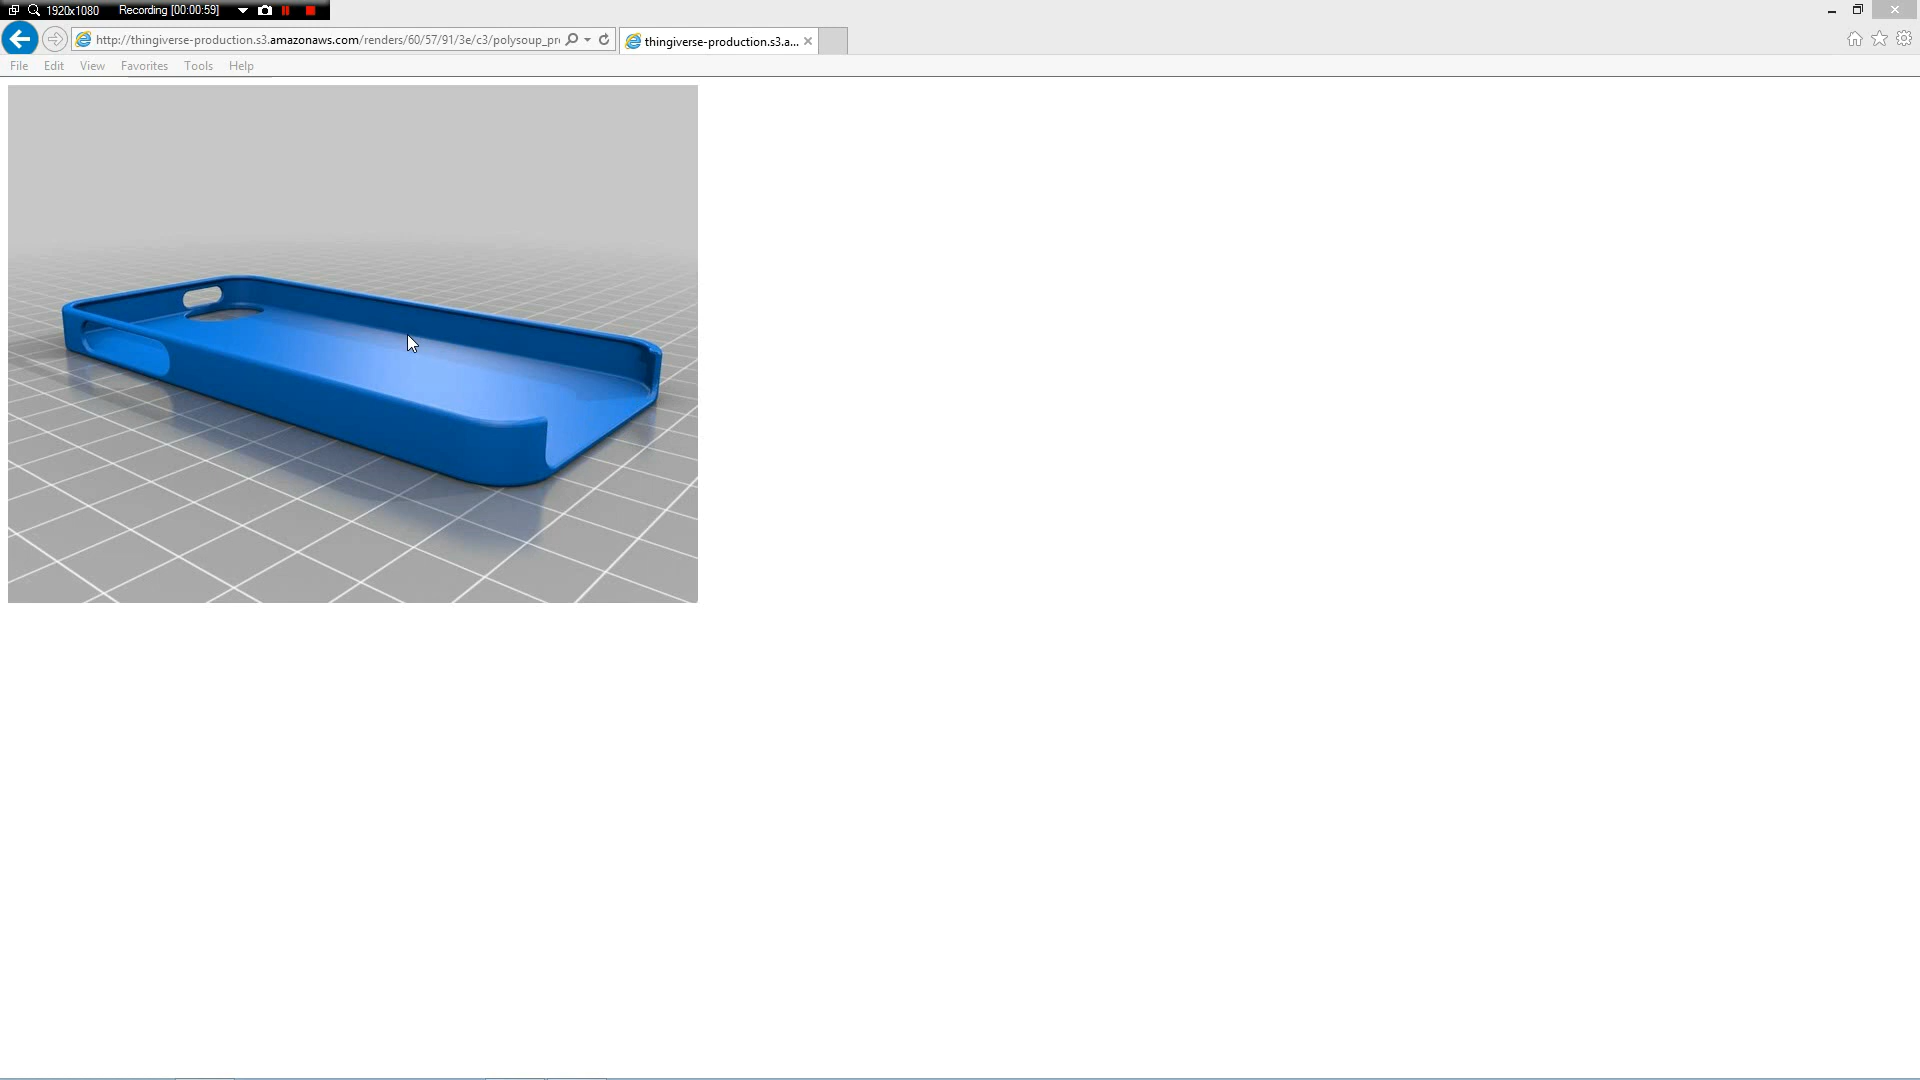 1920x1080 Recording [00:00:59]
http://thingiverse-production.s3.amazonaws.com/renders/60/57/91/3e/c3/polysoup_pr
thingiverse-production.s3.a...
File Edit View Favorites Tools Help